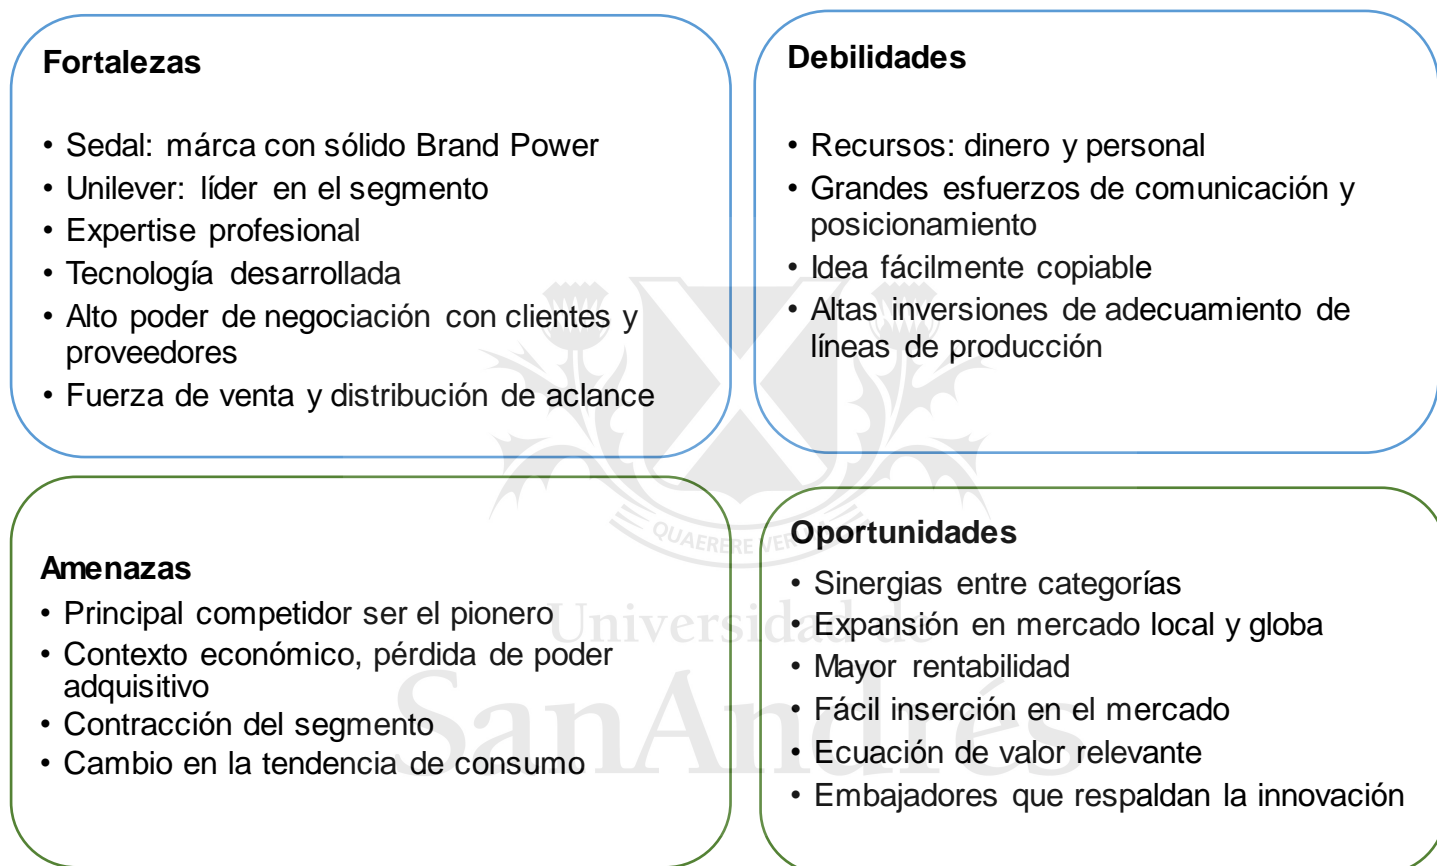 Fortalezas
• Sedal: márca con sólido Brand Power
• Unilever: líder en el segmento
• Expertise profesional
• Tecnología desarrollada
• Alto poder de negociación con clientes y
proveedores
• Fuerza de venta y distribución de aclance
Debilidades
• Recursos: dinero y personal
• Grandes esfuerzos de comunicación y
posicionamiento
• Idea fácilmente copiable
• Altas inversiones de adecuamiento de
líneas de producción
Amenazas
• Principal competidor ser el pionero
• Contexto económico, pérdida de poder
adquisitivo
• Contracción del segmento
• Cambio en la tendencia de consumo
Oportunidades
• Sinergias entre categorías
• Expansión en mercado local y globa
• Mayor rentabilidad
• Fácil inserción en el mercado
• Ecuación de valor relevante
• Embajadores que respaldan la innovación
QUAERERE VER
Universidad de
SanAndrés